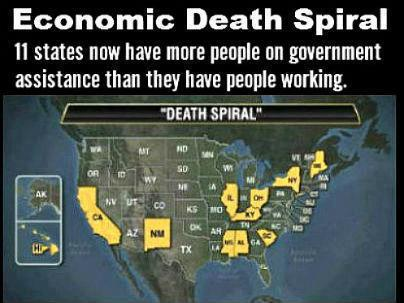 Economic Death Spiral
11 states now have more people on government
assistance than they have people working.
"DEATH SPIRAL"
WA
MT
ND
MN
VT
NH
ME
OR
ID
WY
SD
WI
MI
NY
MA
NV
UT
CO
NE
IA
IL
IN
OH
PA
CA
AZ
NM
KS
MO
KY
VA
OK
AR
TN
NC
SC
TX
LA
MS
AL
GA
AK
HI